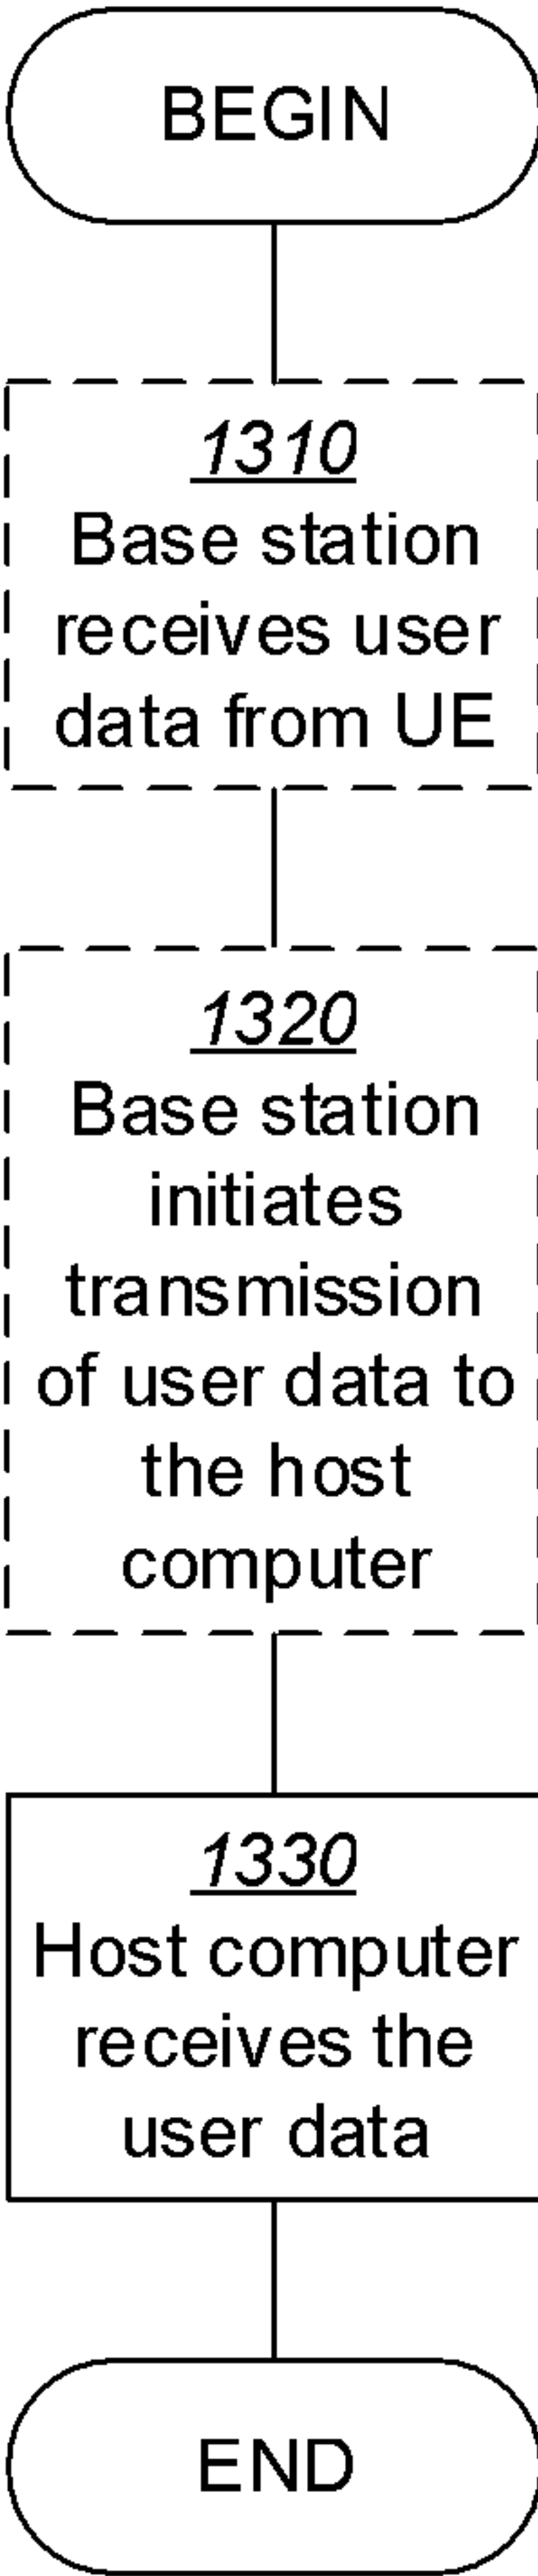 BEGIN
1310
Base station
receives user
data from UE
1320
Base station
initiates
transmission
of user data to
the host
computer
1330
Host computer
receives the
user data
END